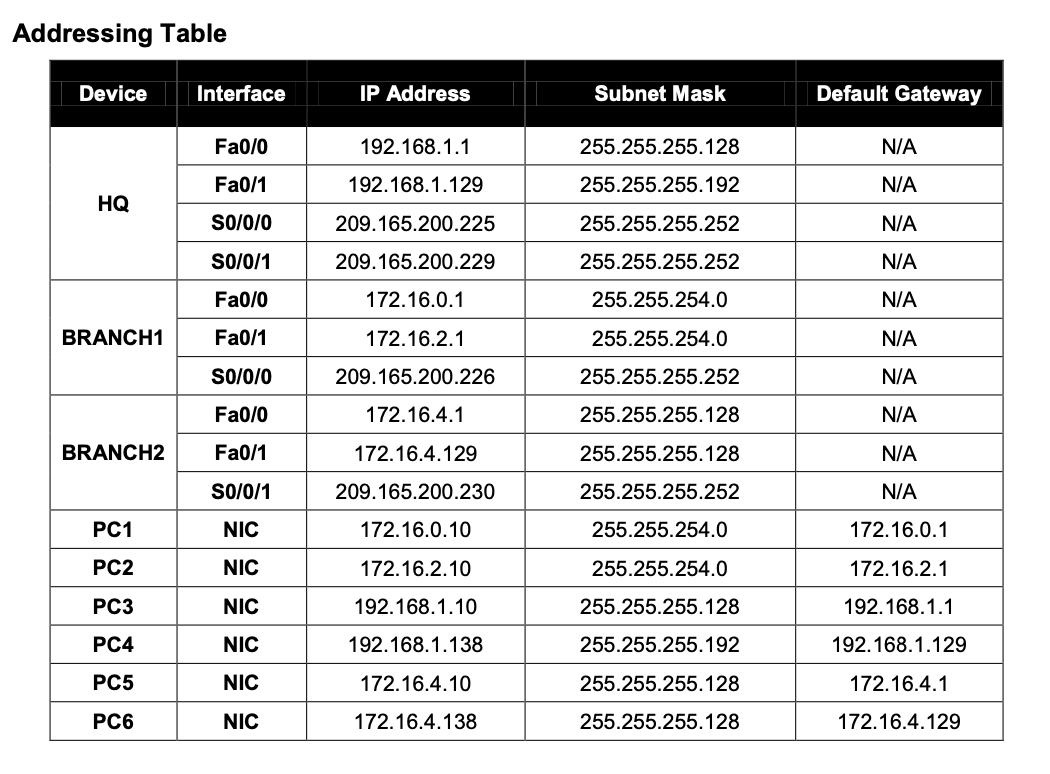 Addressing Table
Device Interface IP Address Subnet Mask Default Gateway
HQ Fa0/0 192.168.1.1 255.255.255.128 N/A
Fa0/1 192.168.1.129 255.255.255.192 N/A
S0/0/0 209.165.200.225 255.255.255.252 N/A
S0/0/1 209.165.200.229 255.255.255.252 N/A
BRANCH1 Fa0/0 172.16.0.1 255.255.254.0 N/A
Fa0/1 172.16.2.1 255.255.254.0 N/A
S0/0/0 209.165.200.226 255.255.255.252 N/A
BRANCH2 Fa0/0 172.16.4.1 255.255.255.128 N/A
Fa0/1 172.16.4.129 255.255.255.128 N/A
S0/0/1 209.165.200.230 255.255.255.252 N/A
PC1 NIC 172.16.0.10 255.255.254.0 172.16.0.1
PC2 NIC 172.16.2.10 255.255.254.0 172.16.2.1
PC3 NIC 192.168.1.10 255.255.255.128 192.168.1.1
PC4 NIC 192.168.1.138 255.255.255.192 192.168.1.129
PC5 NIC 172.16.4.10 255.255.255.128 172.16.4.1
PC6 NIC 172.16.4.138 255.255.255.128 172.16.4.129